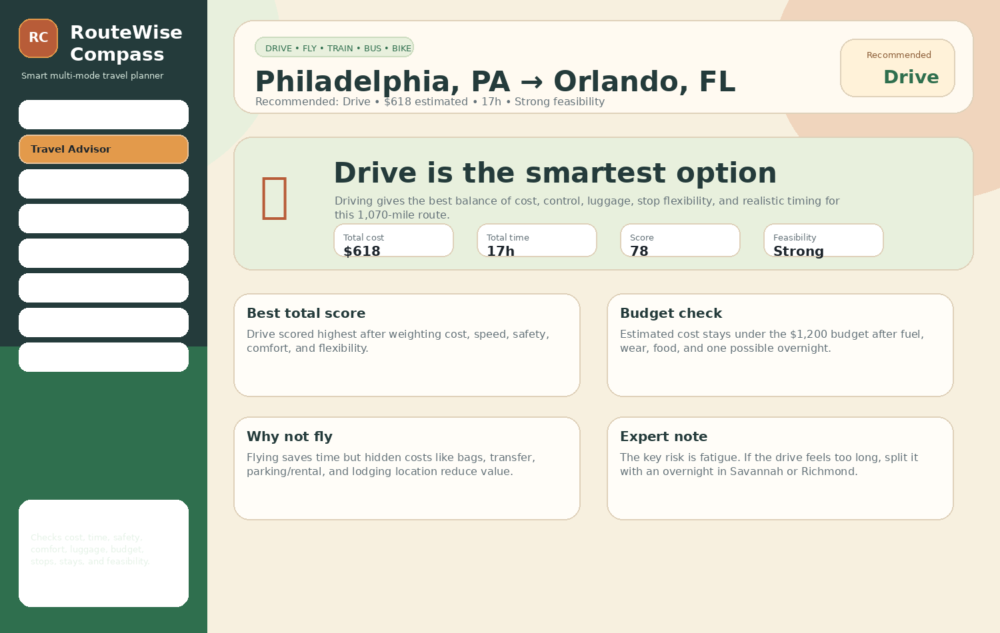 RC
RouteWise
Compass
Smart multi-mode travel planner
Travel Advisor
Checks cost, time, safety,
comfort, luggage, budget,
stops, stays, and feasibility.
DRIVE • FLY • TRAIN • BUS • BIKE
Philadelphia, PA → Orlando, FL
Recommended: Drive • $618 estimated • 17h • Strong feasibility
Recommended
Drive
Drive is the smartest option
Driving gives the best balance of cost, control, luggage, stop flexibility, and realistic timing for
this 1,070-mile route.
Total cost
$618
Total time
17h
Score
78
Feasibility
Strong
Best total score
Drive scored highest after weighting cost, speed, safety,
comfort, and flexibility.
Budget check
Estimated cost stays under the $1,200 budget after fuel,
wear, food, and one possible overnight.
Why not fly
Flying saves time but hidden costs like bags, transfer,
parking/rental, and lodging location reduce value.
Expert note
The key risk is fatigue. If the drive feels too long, split it
with an overnight in Savannah or Richmond.